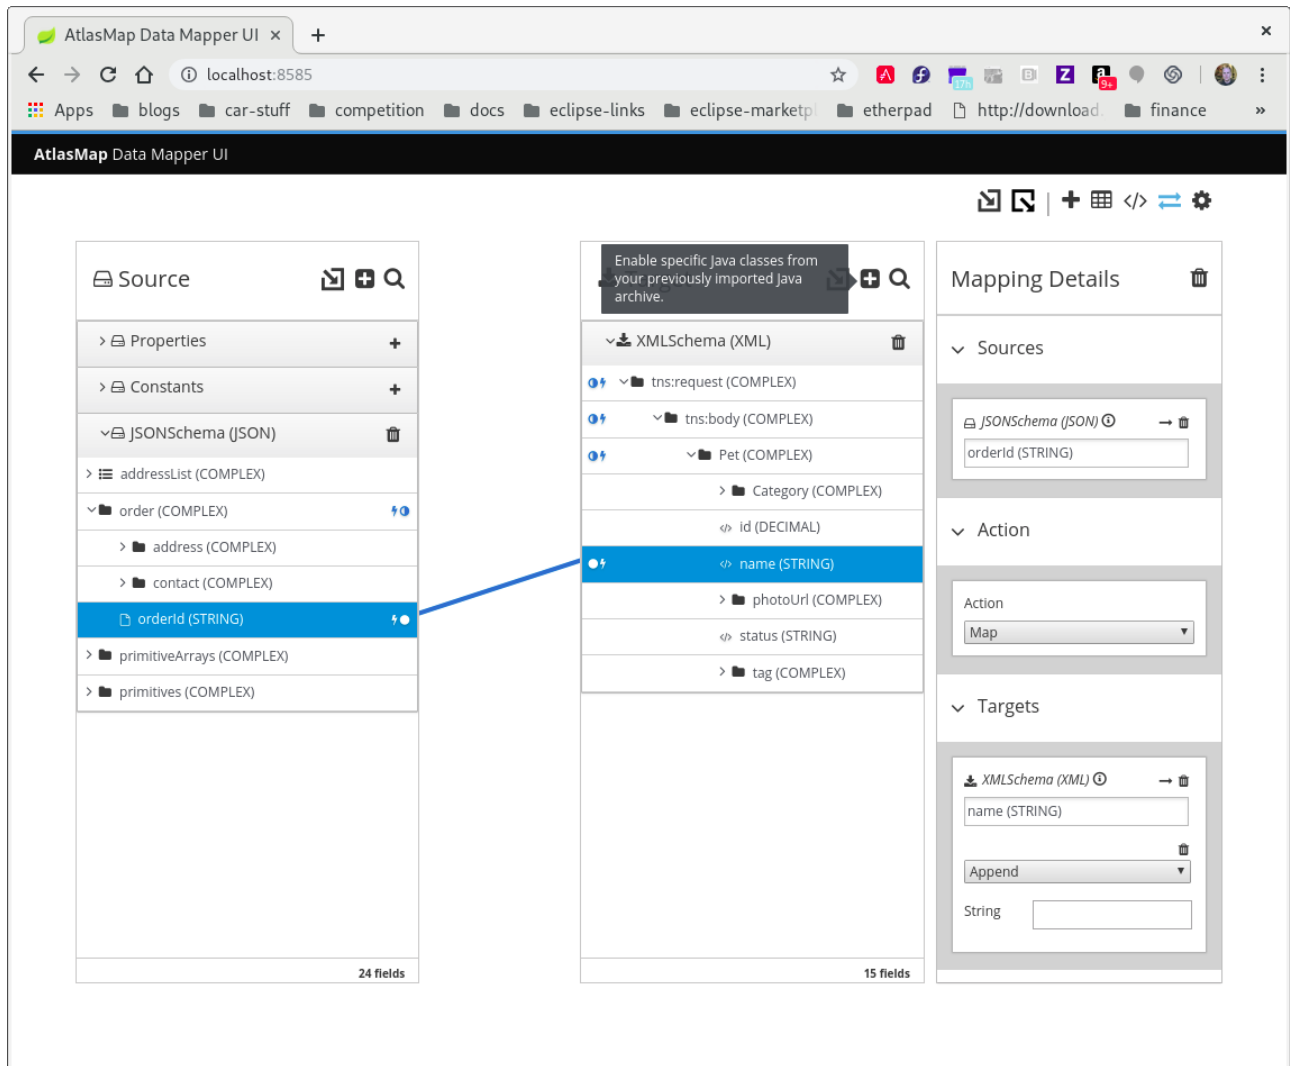 AtlasMap Data Mapper UI
localhost:8585
17h
9+
Apps blogs car-stuff competition docs eclipse-links eclipse-marketpl etherpad http://download. finance »
AtlasMap Data Mapper UI
Source
Properties
Constants
JSONSchema (JSON)
addressList (COMPLEX)
order (COMPLEX)
address (COMPLEX)
contact (COMPLEX)
orderId (STRING)
primitiveArrays (COMPLEX)
primitives (COMPLEX)
24 fields
Enable specific Java classes from
your previously imported Java
archive.
XMLSchema (XML)
tns:request (COMPLEX)
tns:body (COMPLEX)
Pet (COMPLEX)
Category (COMPLEX)
id (DECIMAL)
name (STRING)
photoUrl (COMPLEX)
status (STRING)
tag (COMPLEX)
15 fields
Mapping Details
Sources
JSONSchema (JSON)
orderId (STRING)
Action
Action
Map
Targets
XMLSchema (XML)
name (STRING)
Append
String